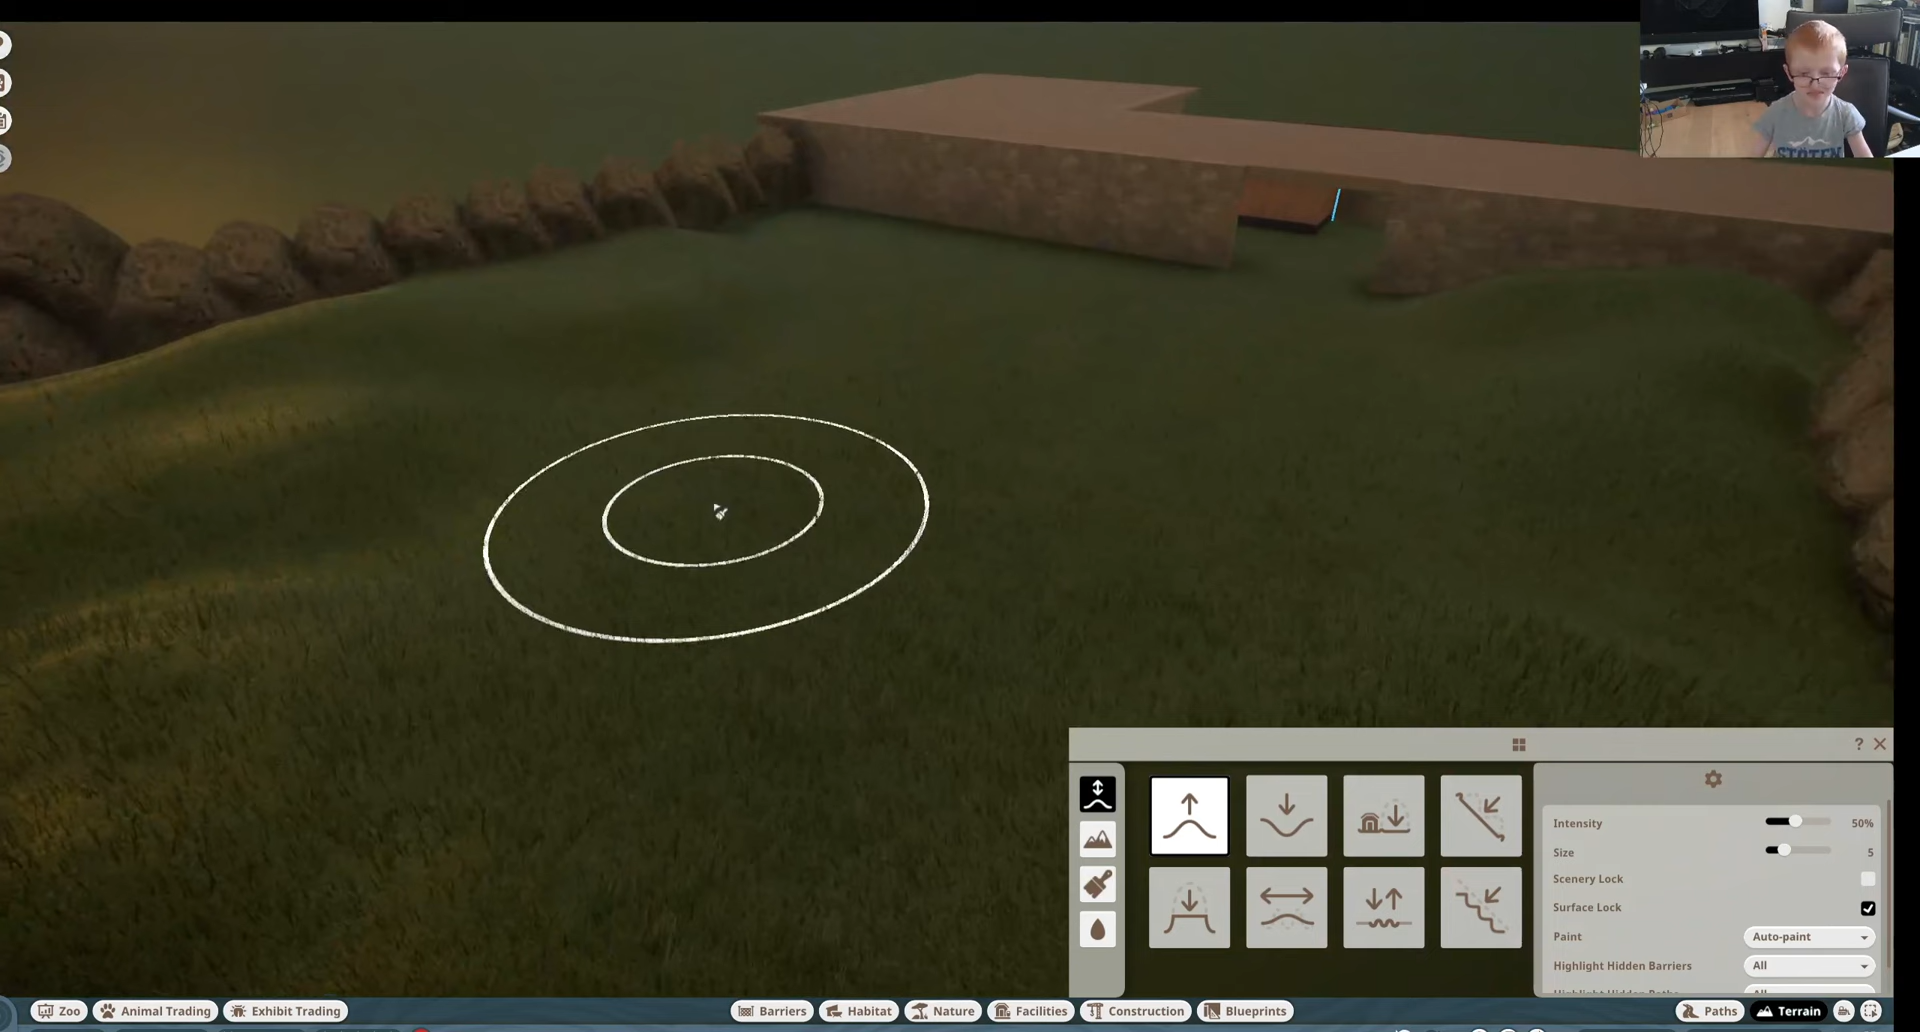 STÖTEN
?
Intensity 50%
Size 5
Scenery Lock
Surface Lock
Paint Auto-paint
Highlight Hidden Barriers All
Zoo Animal Trading Exhibit Trading Barriers Habitat Nature Facilities Construction Blueprints Paths Terrain